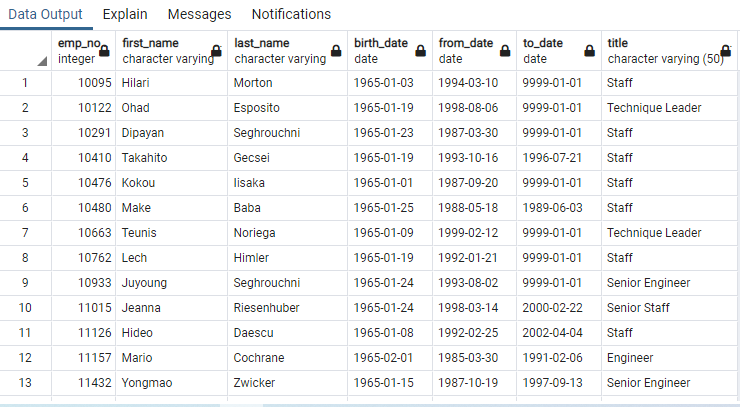 Data Output Explain Messages Notifications
emp_no first_name last_name birth_date from_date to_date title
integer character varying character varying date date date character varying (50)
1 10095 Hilari Morton 1965-01-03 1994-03-10 9999-01-01 Staff
2 10122 Ohad Esposito 1965-01-19 1998-08-06 9999-01-01 Technique Leader
3 10291 Dipayan Seghrouchni 1965-01-23 1987-03-30 9999-01-01 Staff
4 10410 Takahito Gecsei 1965-01-19 1993-10-16 1996-07-21 Staff
5 10476 Kokou Iisaka 1965-01-01 1987-09-20 9999-01-01 Staff
6 10480 Make Baba 1965-01-25 1988-05-18 1989-06-03 Staff
7 10663 Teunis Noriega 1965-01-09 1999-02-12 9999-01-01 Technique Leader
8 10762 Lech Himler 1965-01-19 1992-01-21 9999-01-01 Staff
9 10933 Juyoung Seghrouchni 1965-01-24 1993-08-02 9999-01-01 Senior Engineer
10 11015 Jeanna Riesenhuber 1965-01-24 1998-03-14 2000-02-22 Senior Staff
11 11126 Hideo Daescu 1965-01-08 1992-02-25 2002-04-04 Staff
12 11157 Mario Cochrane 1965-02-01 1985-03-30 1991-02-06 Engineer
13 11432 Yongmao Zwicker 1965-01-15 1987-10-19 1997-09-13 Senior Engineer